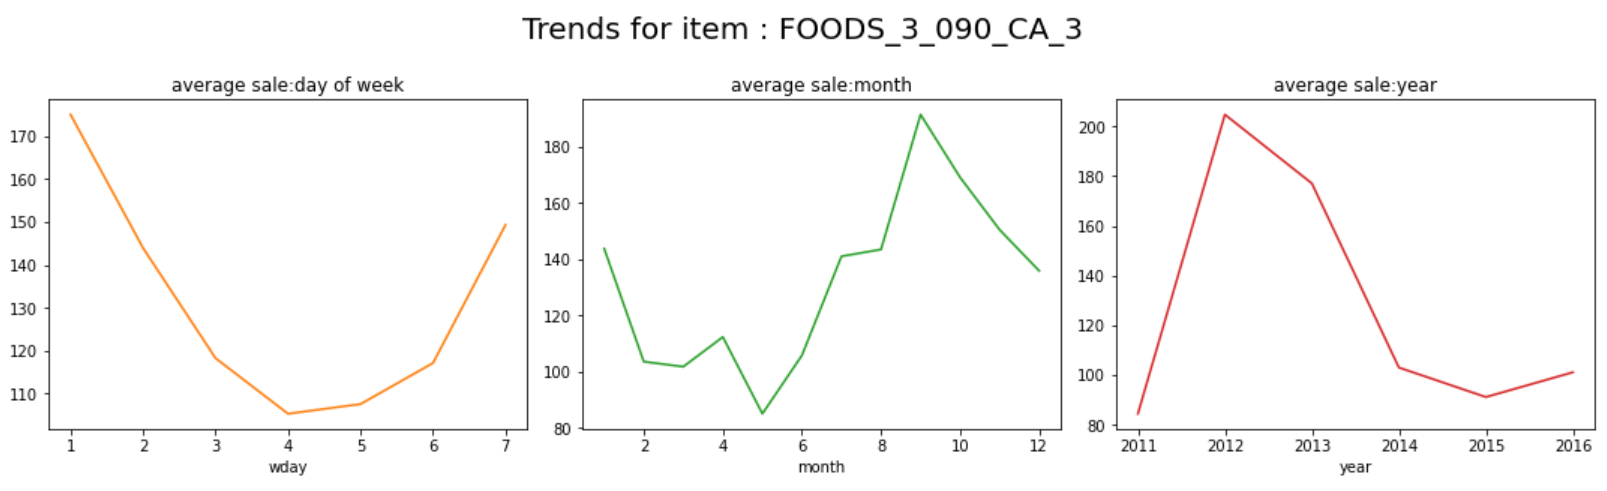 Trends for item : FOODS_3_090_CA_3
average sale:day of week
170
160
150
140
130
120
110
1 2 3 4 5 6 7
wday
average sale:month
180
160
140
120
100
80
2 4 6 8 10 12
month
average sale:year
200
180
160
140
120
100
80
2011 2012 2013 2014 2015 2016
year